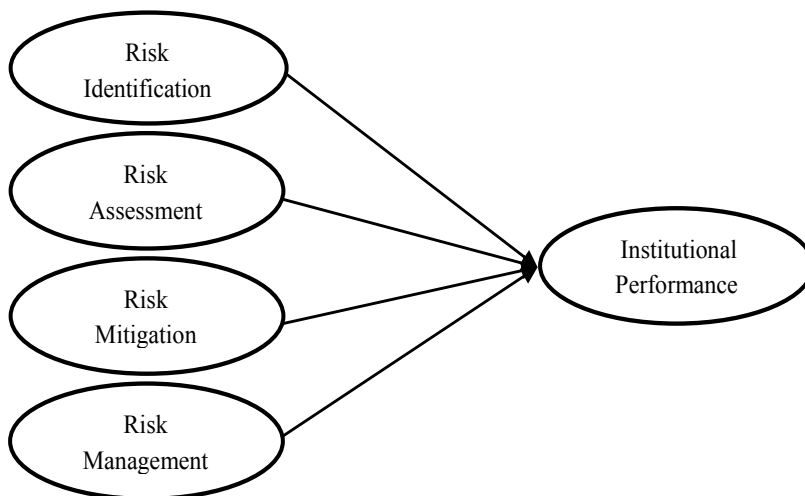 Risk
Identification
Risk
Assessment
Risk
Mitigation
Risk
Management
Institutional
Performance